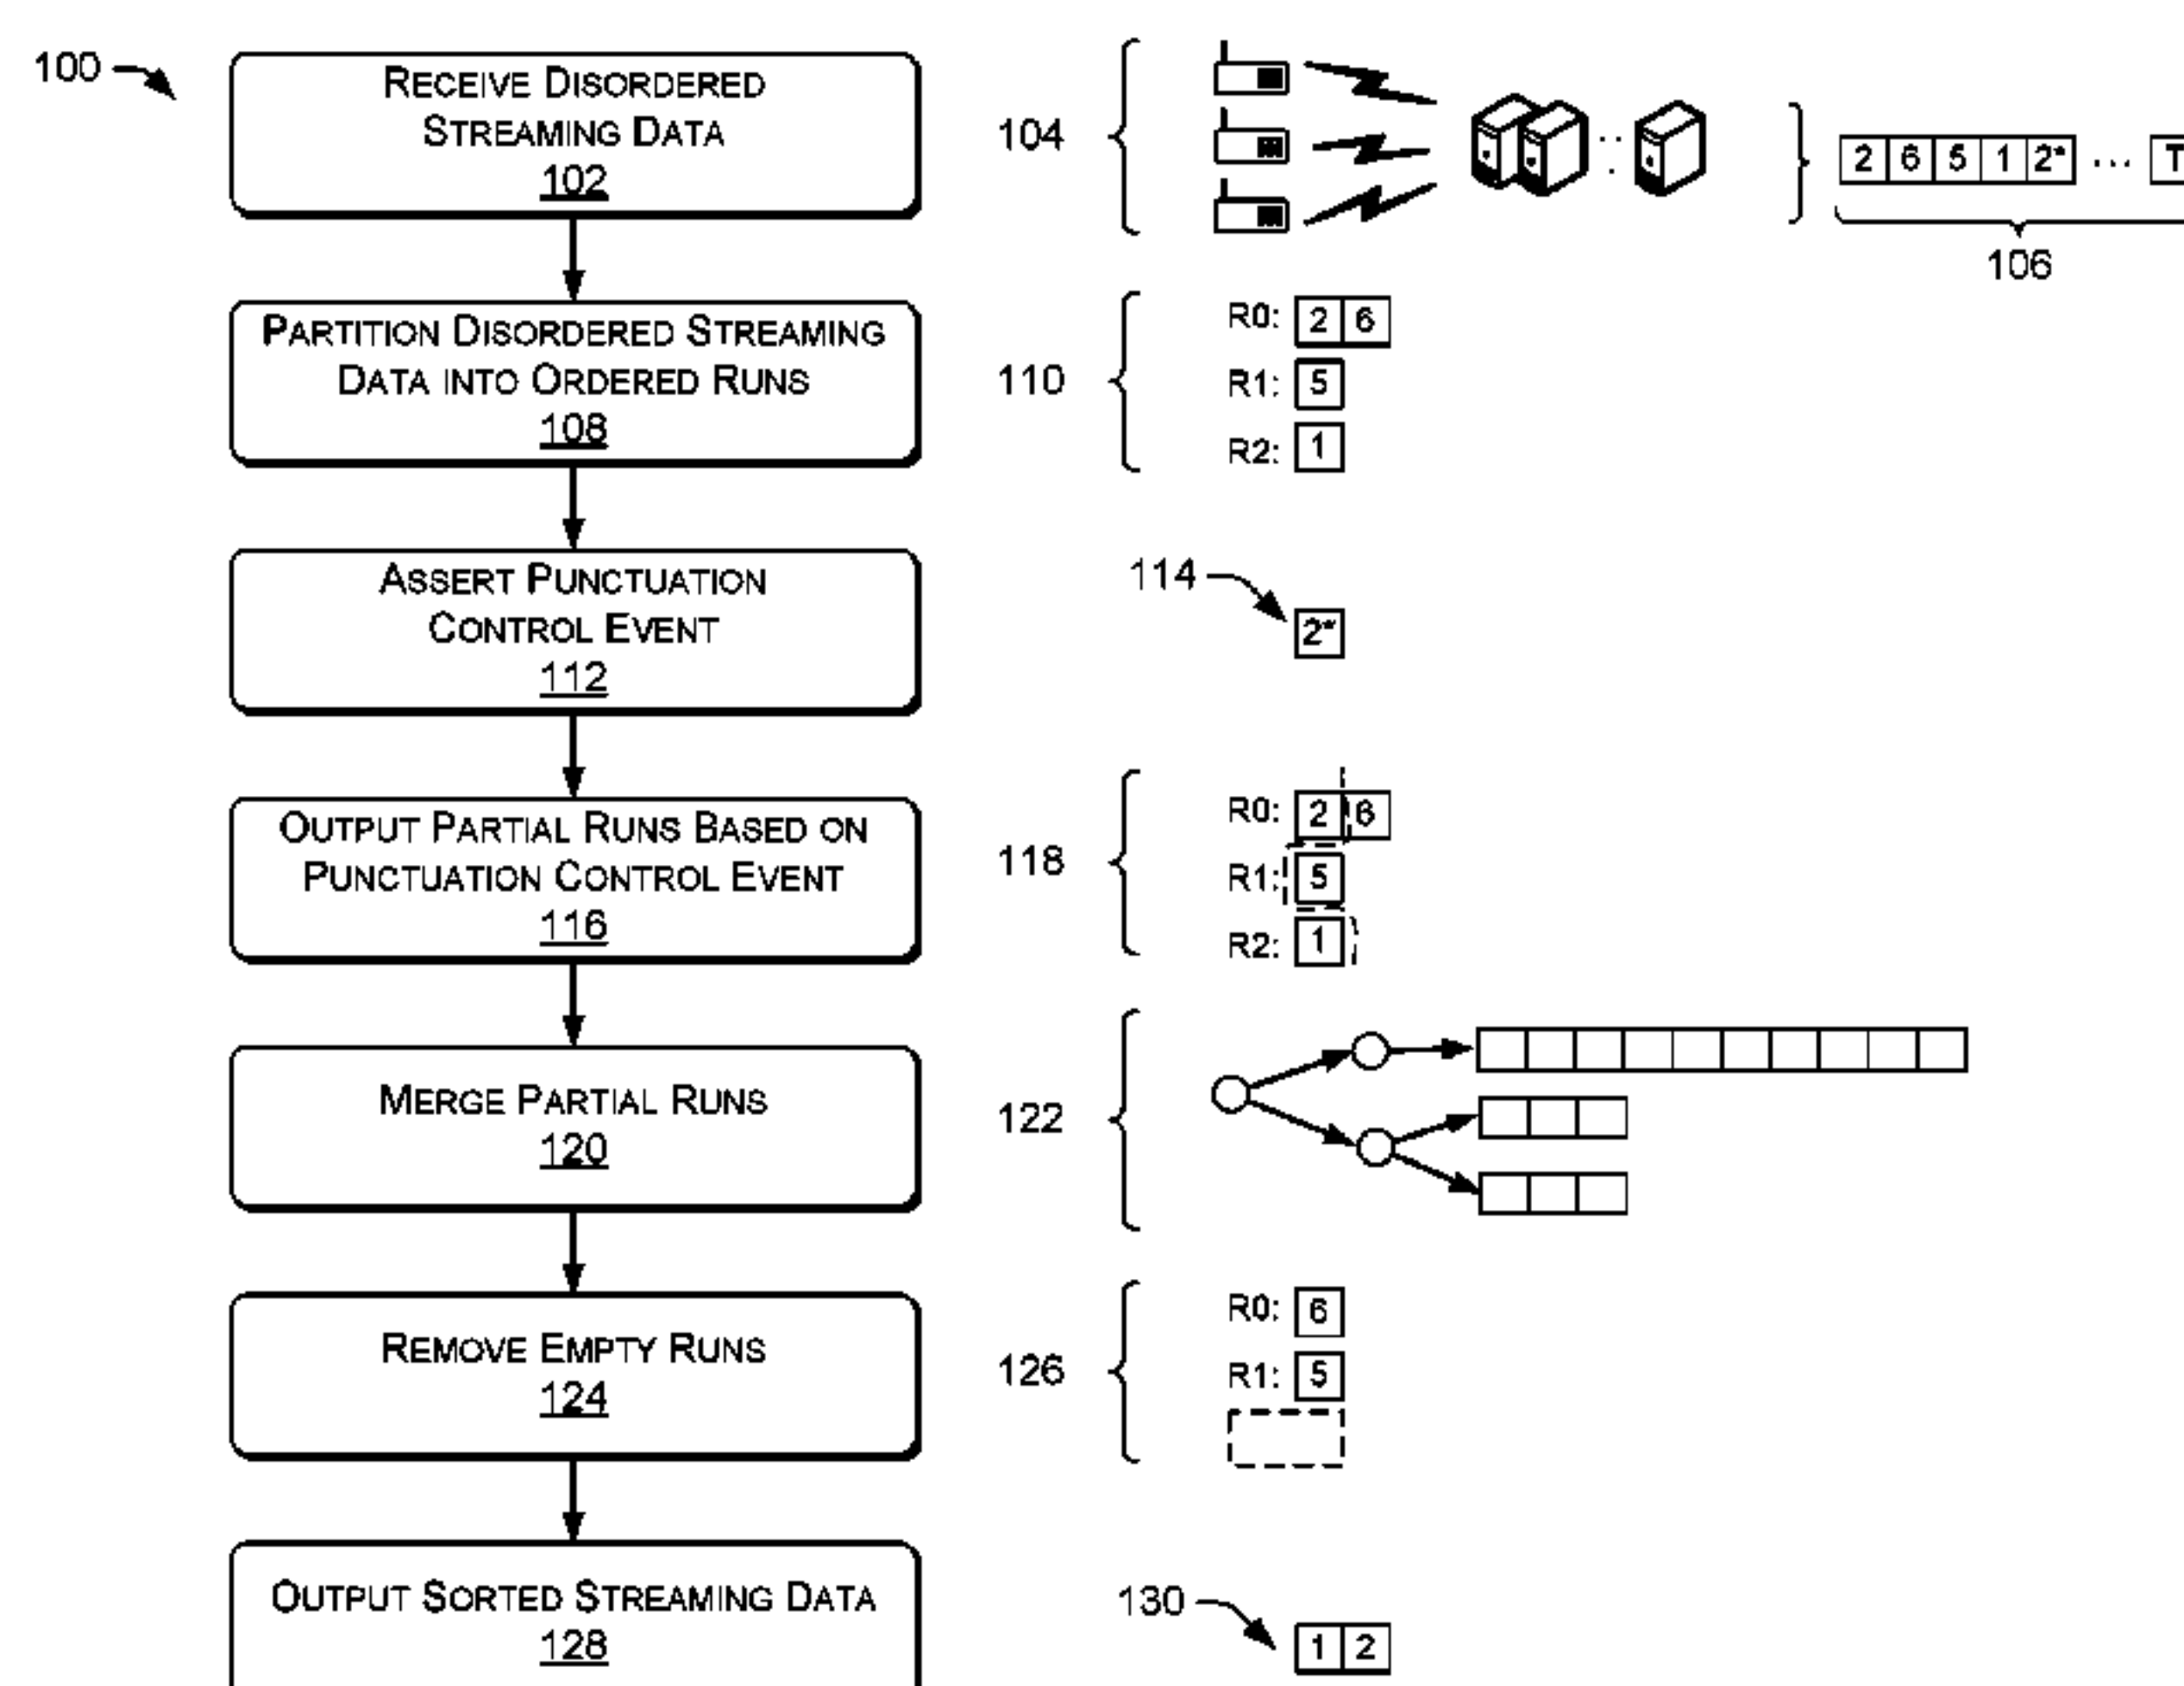 100
RECEIVE DISORDERED
STREAMING DATA
102
104
2 6 5 1 2* ... T
106
PARTITION DISORDERED STREAMING
DATA INTO ORDERED RUNS
108
110
R0: 2 6
R1: 5
R2: 1
ASSERT PUNCTUATION
CONTROL EVENT
112
114
2*
OUTPUT PARTIAL RUNS BASED ON
PUNCTUATION CONTROL EVENT
116
118
R0: 2 6
R1: 5
R2: 1
MERGE PARTIAL RUNS
120
122
REMOVE EMPTY RUNS
124
126
R0: 6
R1: 5
OUTPUT SORTED STREAMING DATA
128
130
1 2